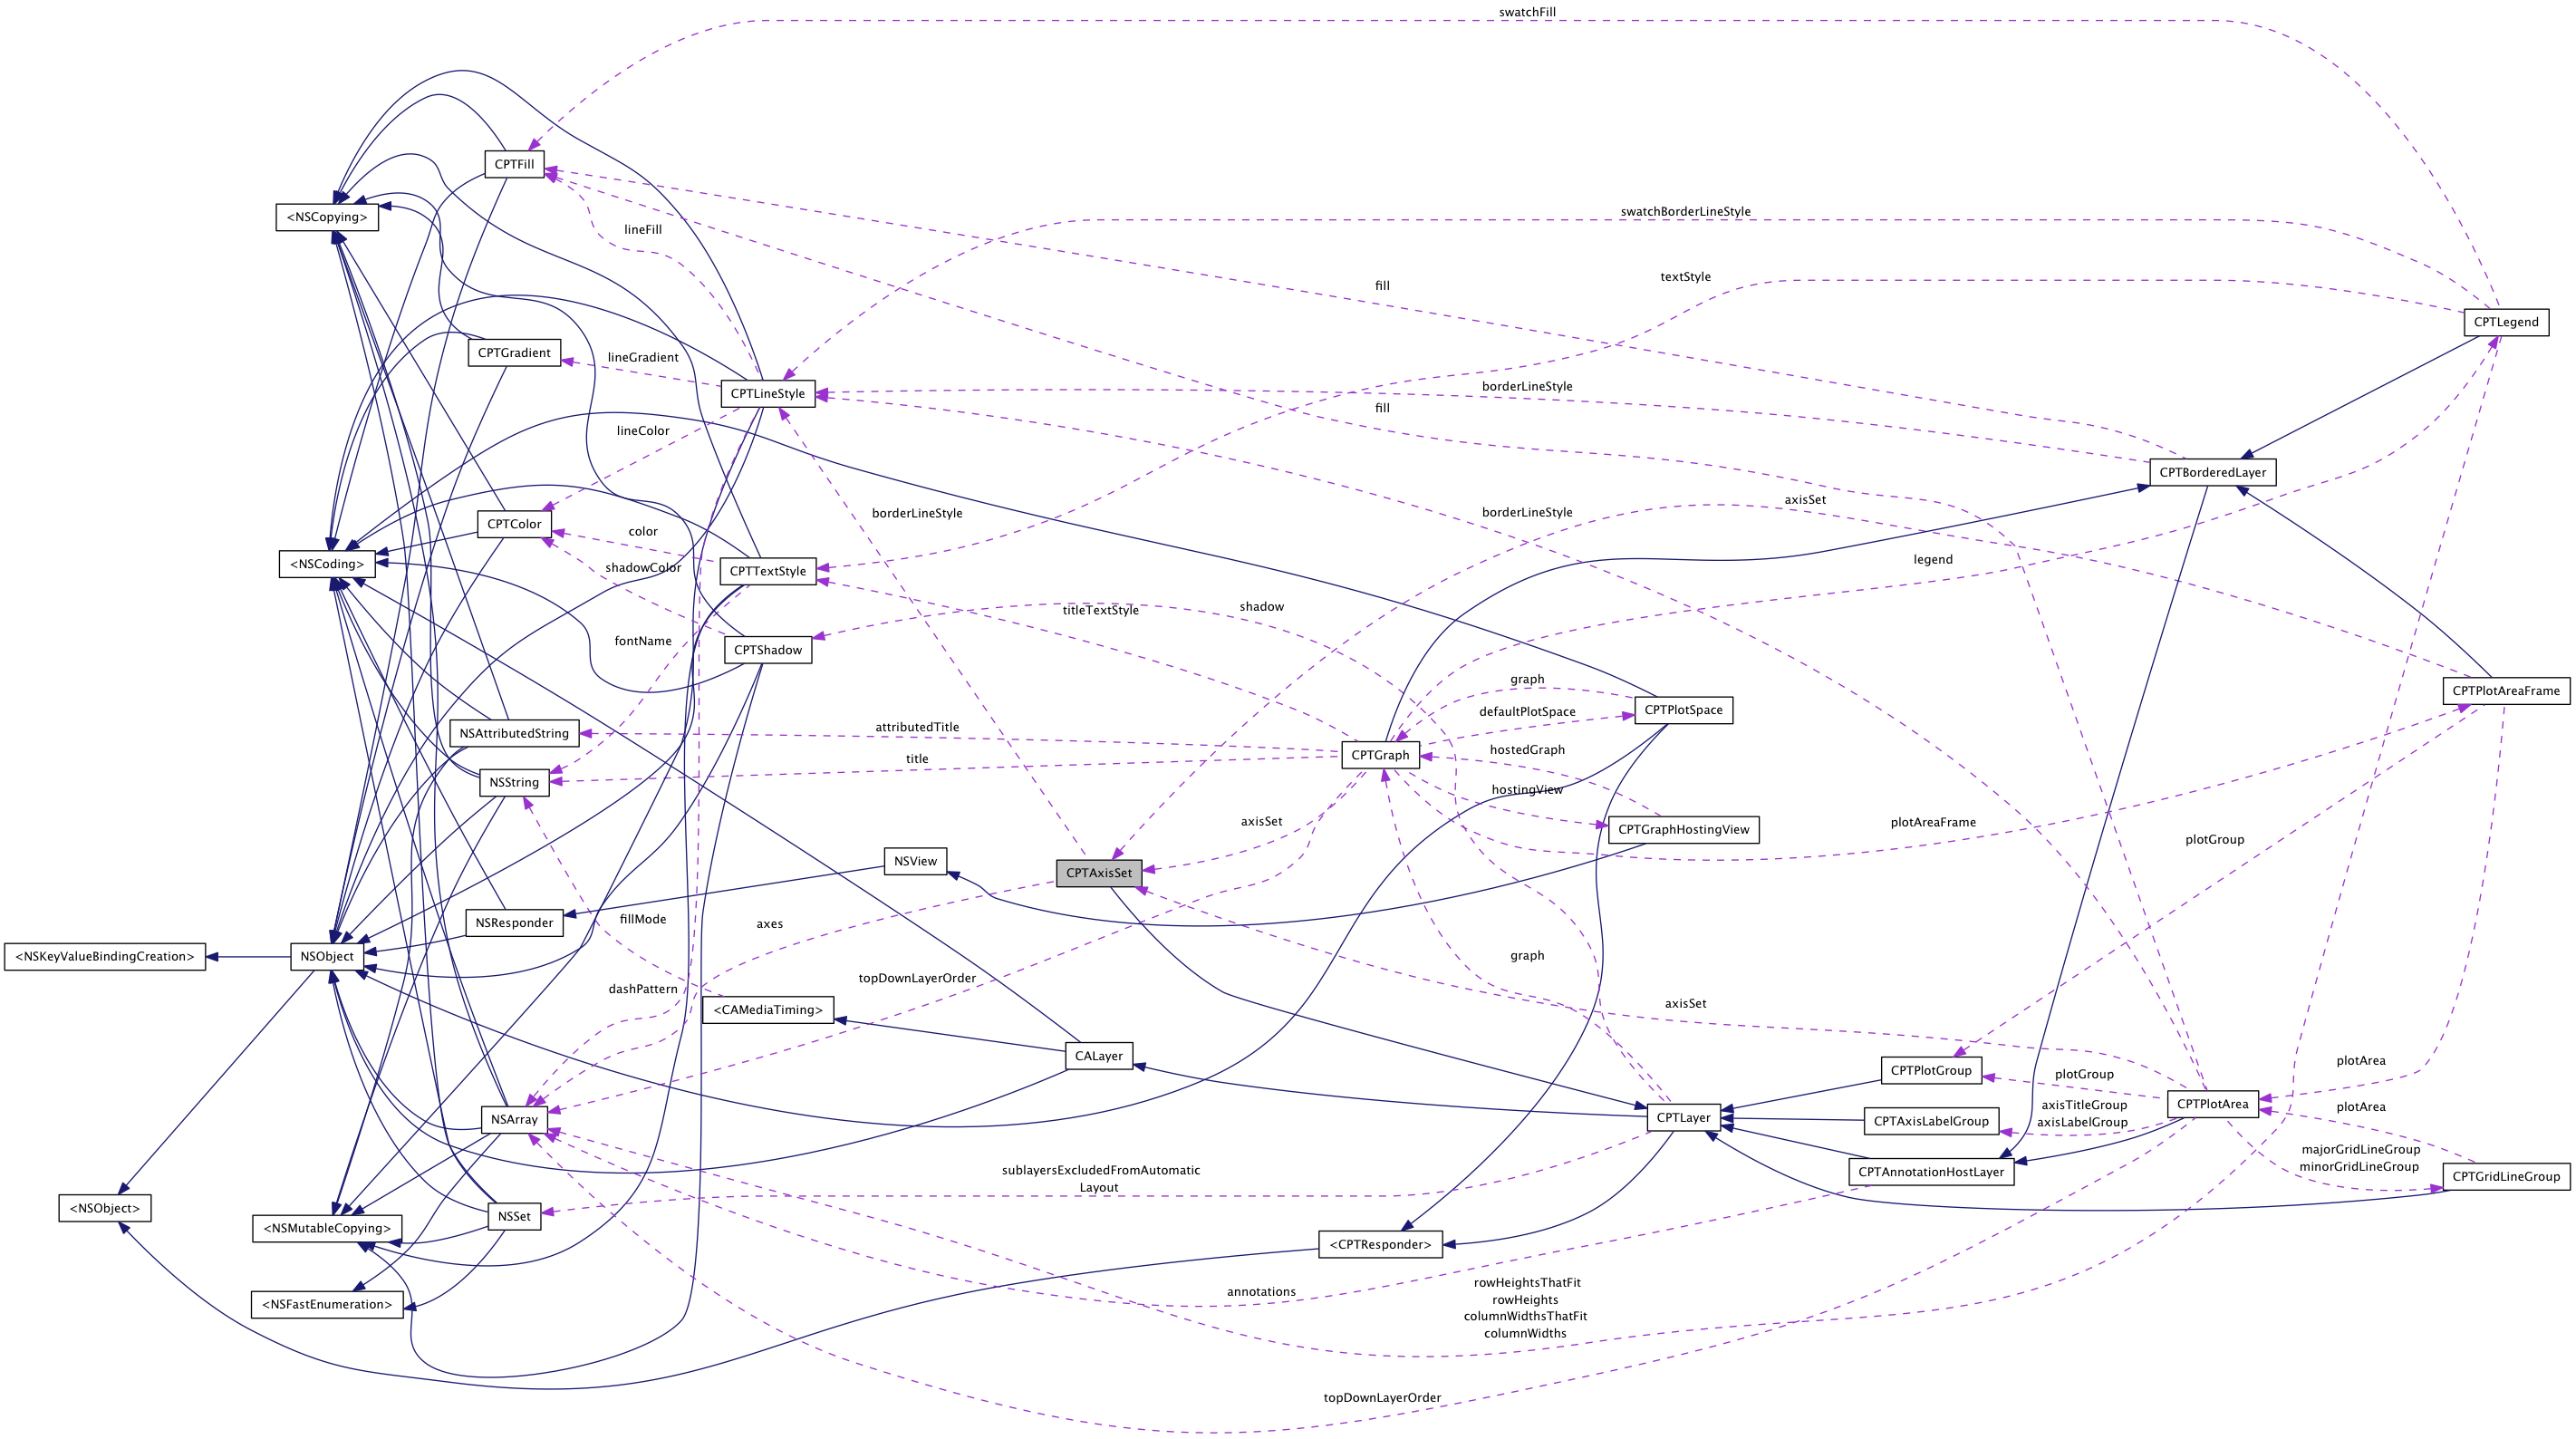 swatchFill
CPTFill
<NSCopying>
swatchBorderLineStyle
lineFill
textStyle
fill
CPTLegend
CPTGradient
lineGradient
CPTLineStyle
borderLineStyle
fill
lineColor
CPTBorderedLayer
axisSet
borderLineStyle
borderLineStyle
CPTColor
color
<NSCoding>
legend
shadowColor
CPTTextStyle
titleTextStyle
shadow
fontName
CPTShadow
graph
CPTPlotAreaFrame
CPTPlotSpace
defaultPlotSpace
NSAttributedString
attributedTitle
hostedGraph
CPTGraph
title
NSString
hostingView
axisSet
plotAreaFrame
CPTGraphHostingView
plotGroup
NSView
CPTAxisSet
fillMode
NSResponder
axes
<NSKeyValueBindingCreation>
NSObject
graph
topDownLayerOrder
dashPattern
axisSet
<CAMediaTiming>
CALayer
plotArea
CPTPlotGroup
plotGroup
CPTPlotArea
axisTitleGroup
axisLabelGroup
plotArea
NSArray
CPTLayer
CPTAxisLabelGroup
majorGridLineGroup
minorGridLineGroup
sublayersExcludedFromAutomatic
Layout
CPTAnnotationHostLayer
CPTGridLineGroup
<NSObject>
NSSet
<NSMutableCopying>
<CPTResponder>
annotations
rowHeightsThatFit
rowHeights
columnWidthsThatFit
columnWidths
<NSFastEnumeration>
topDownLayerOrder